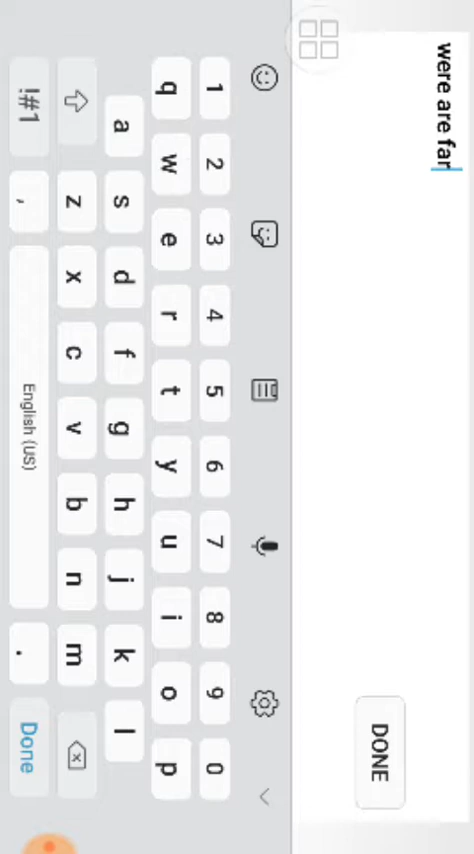 were are far
DONE
1 2 3 4 5 6 7 8 9 0
q w e r t y u i o p
a s d f g h j k l
z x c v b n m
!#1 , English (US) . Done